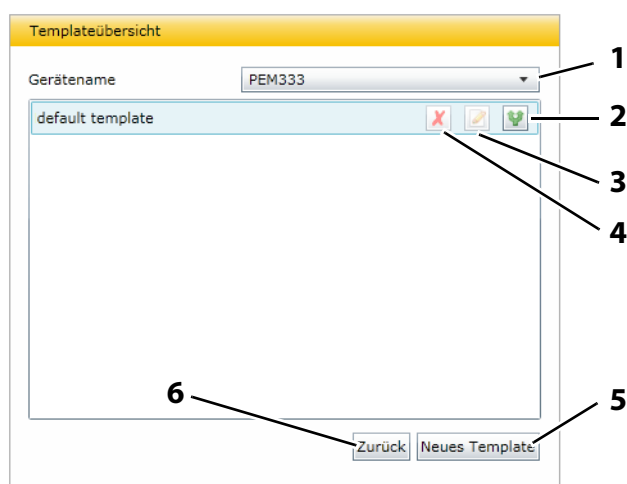 Templateübersicht
Gerätename PEM333 1
default template 2
3
4
6
5
Zurück Neues Template